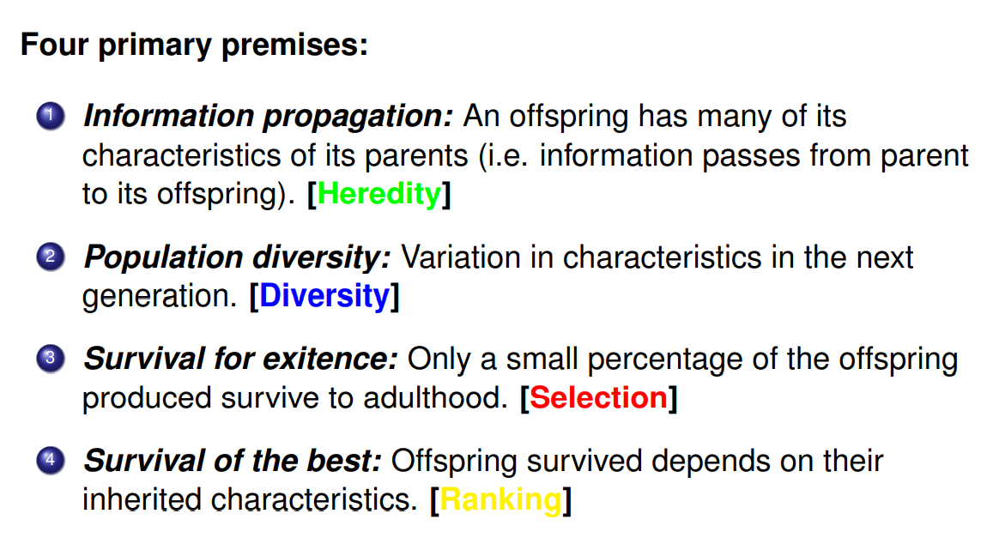 Four primary premises:
1 Information propagation: An offspring has many of its
characteristics of its parents (i.e. information passes from parent
to its offspring). [Heredity]
2 Population diversity: Variation in characteristics in the next
generation. [Diversity]
3 Survival for exitence: Only a small percentage of the offspring
produced survive to adulthood. [Selection]
4 Survival of the best: Offspring survived depends on their
inherited characteristics. [Ranking]